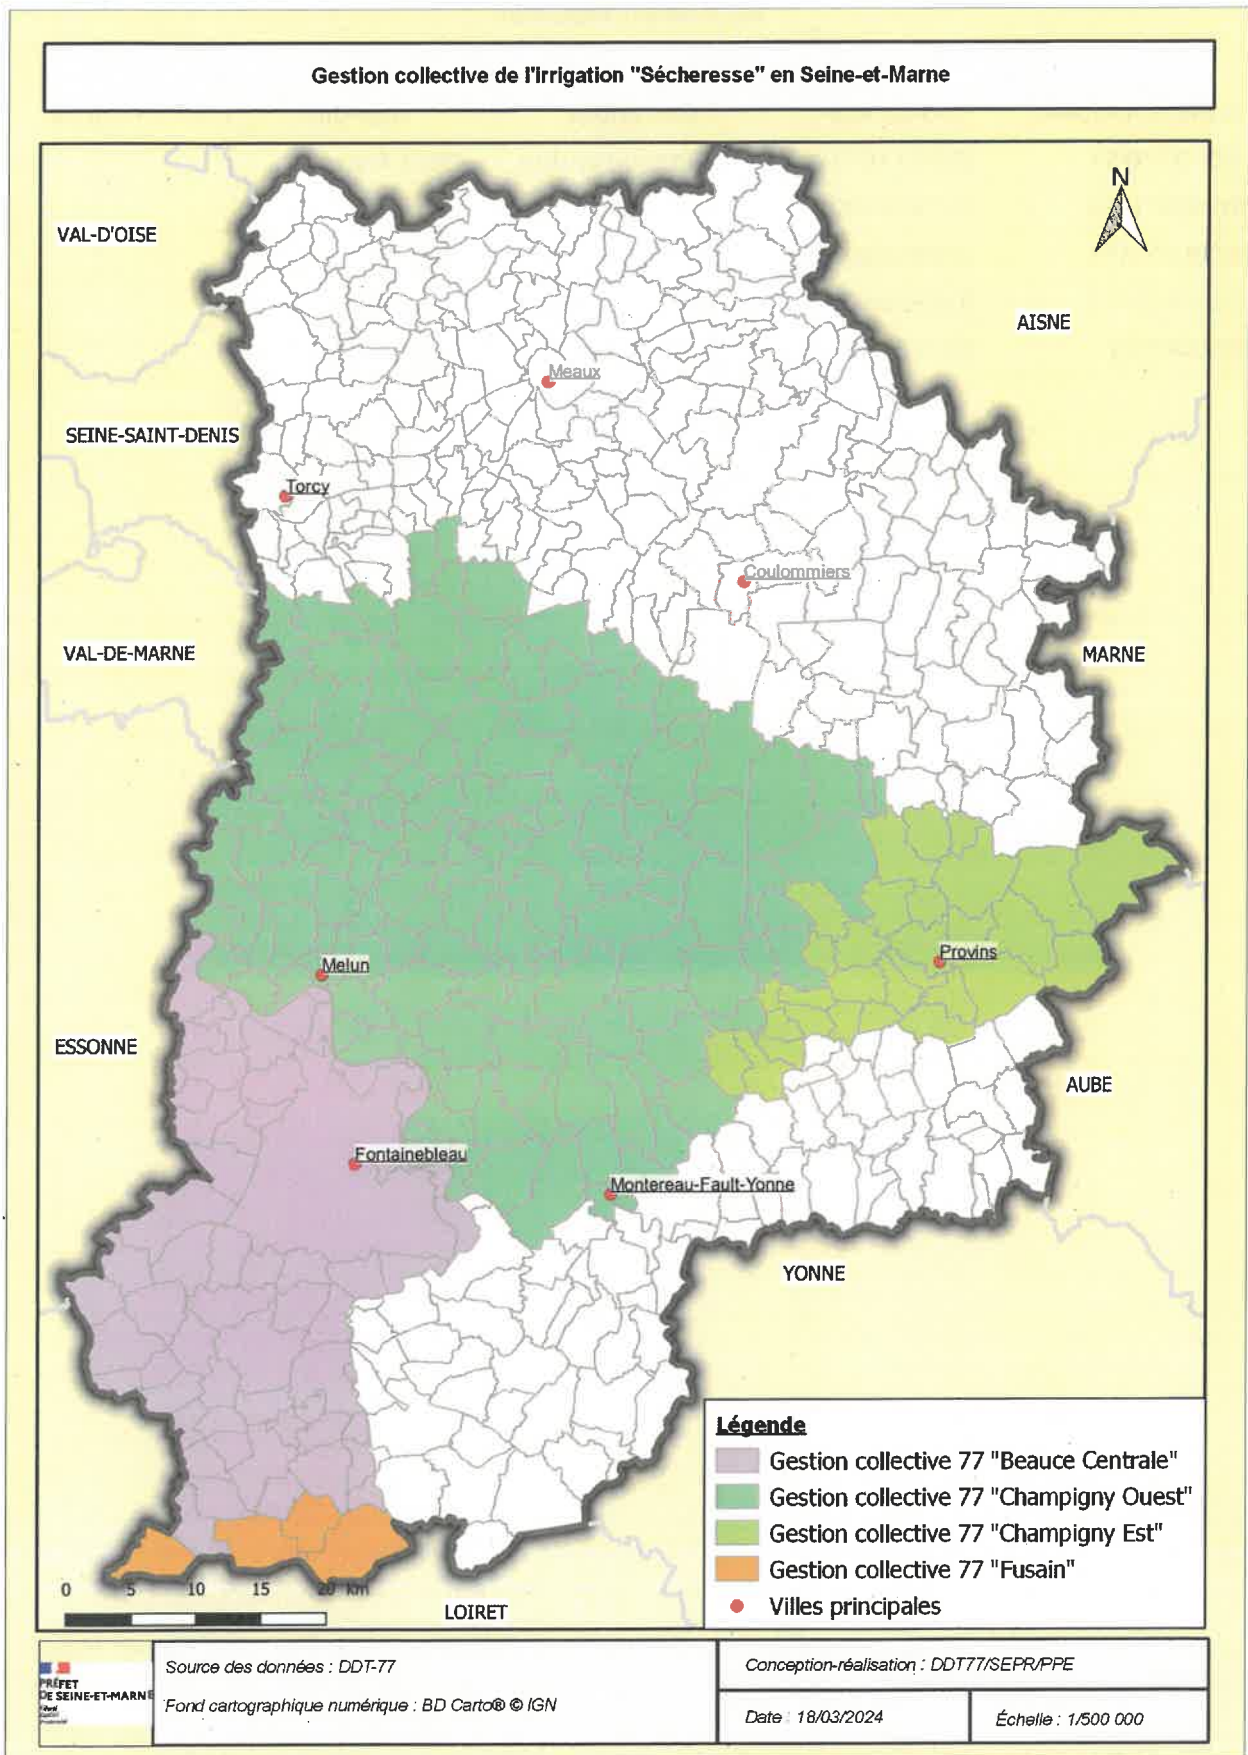 Gestion collective de l'irrigation "Sécheresse" en Seine-et-Marne
N
VAL-D'OISE
AISNE
Meaux
SEINE-SAINT-DENIS
Torcy
Coulommiers
VAL-DE-MARNE
MARNE
Provins
Melun
ESSONNE
AUBE
Fontainebleau
Montereau-Fault-Yonne
YONNE
Légende
Gestion collective 77 "Beauce Centrale"
Gestion collective 77 "Champigny Ouest"
Gestion collective 77 "Champigny Est"
Gestion collective 77 "Fusain"
Villes principales
0 5 10 15 20 km
LOIRET
PRÉFET
DE SEINE-ET-MARNE
Source des données : DDT-77
Fond cartographique numérique : BD Carto® © IGN
Conception-réalisation : DDT77/SEPR/PPE
Date : 18/03/2024
Échelle : 1/500 000